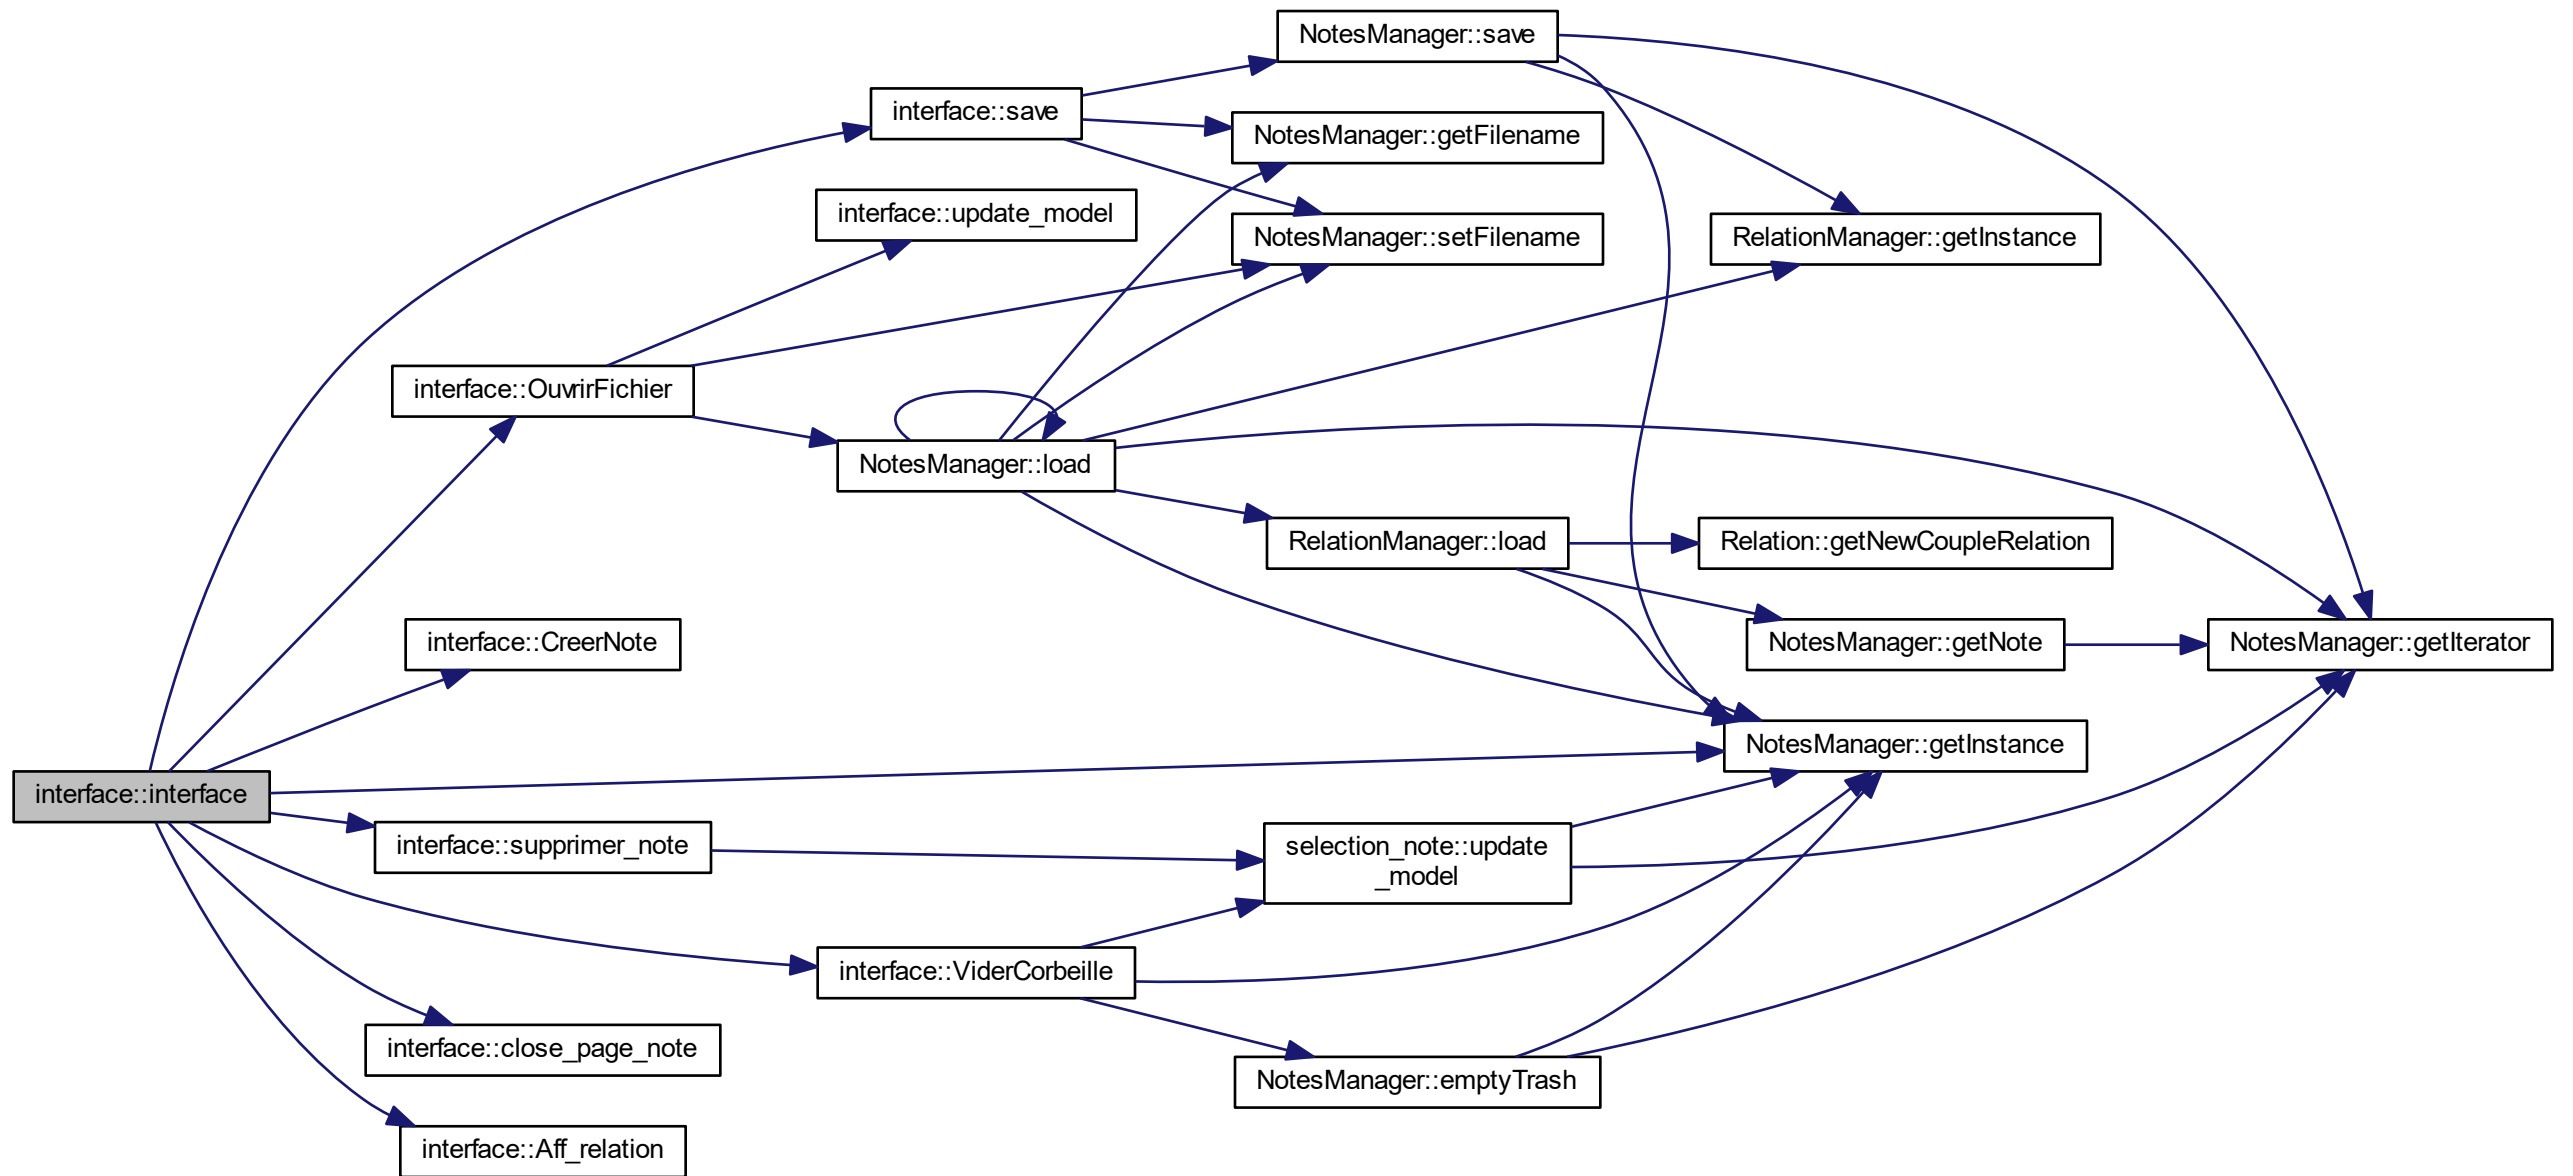 NotesManager::save
interface::save
NotesManager::getFilename
interface::update_model
NotesManager::setFilename
RelationManager::getInstance
interface::OuvrirFichier
NotesManager::load
RelationManager::load
Relation::getNewCoupleRelation
interface::CreerNote
NotesManager::getNote
NotesManager::getIterator
NotesManager::getInstance
interface::interface
interface::supprimer_note
selection_note::update
_model
interface::ViderCorbeille
interface::close_page_note
NotesManager::emptyTrash
interface::Aff_relation